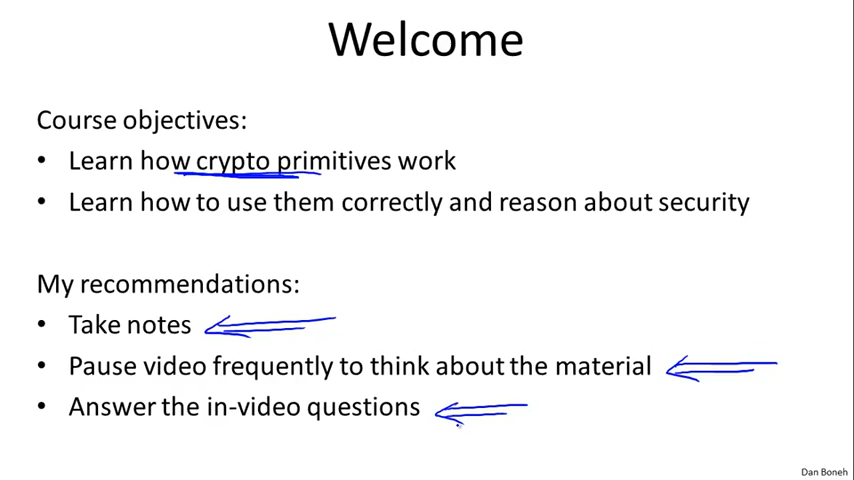 Welcome
Course objectives:
• Learn how crypto primitives work
• Learn how to use them correctly and reason about security
My recommendations:
• Take notes
• Pause video frequently to think about the material
• Answer the in-video questions
Dan Boneh